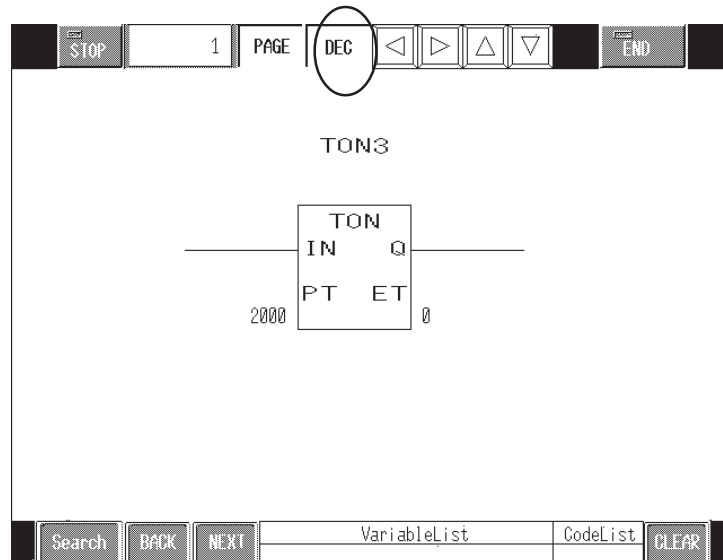 STOP 1 PAGE DEC END
TON3
TON
IN Q
PT ET
2000 0
Search BACK NEXT VariableList CodeList CLEAR